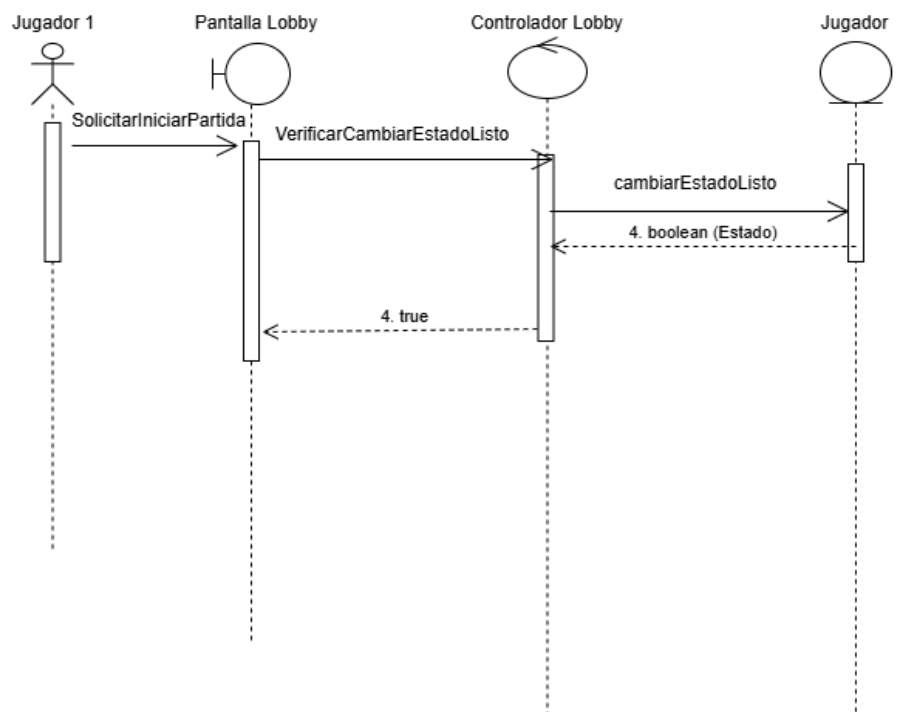 Jugador 1
Pantalla Lobby
Controlador Lobby
Jugador
SolicitarIniciarPartida
VerificarCambiarEstadoListo
cambiarEstadoListo
4. boolean (Estado)
4. true